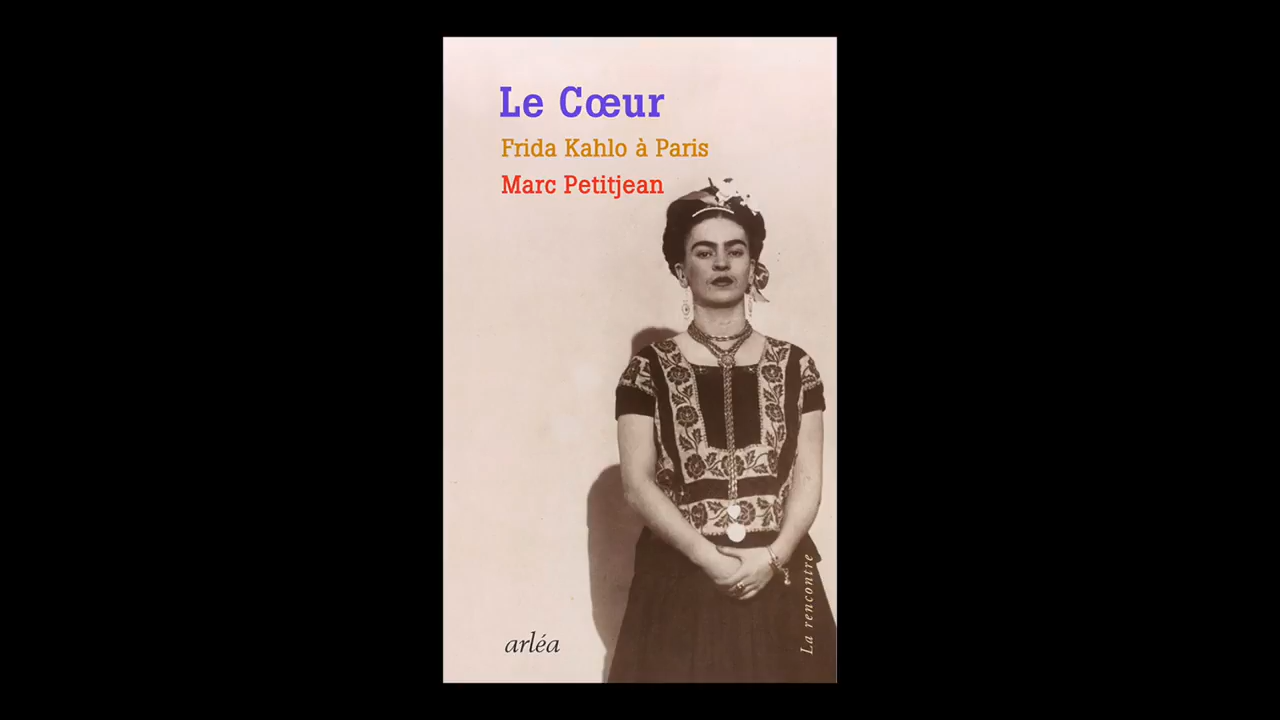 Le Cœur
Frida Kahlo à Paris
Marc Petitjean
La rencontre
arléa